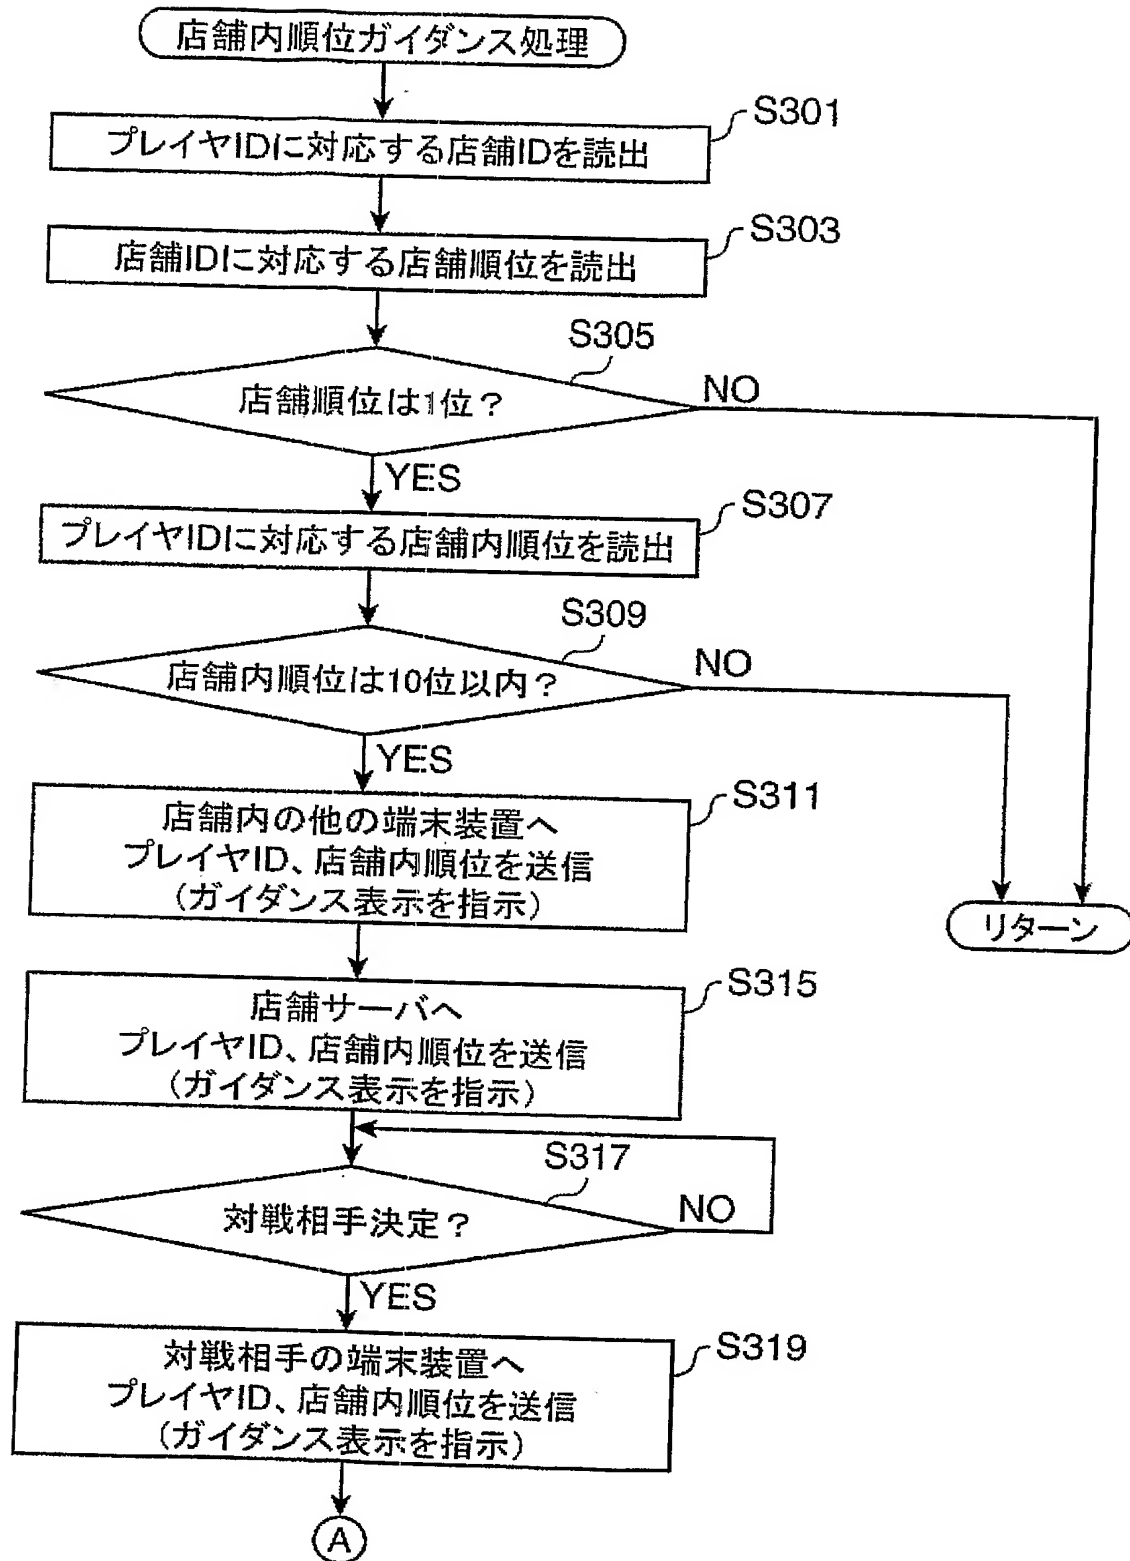 店舗内順位ガイダンス処理
S301
プレイヤIDに対応する店舗IDを読出
S303
店舗IDに対応する店舗順位を読出
S305
店舗順位は1位？
NO
YES
S307
プレイヤIDに対応する店舗内順位を読出
S309
店舗内順位は10位以内？
NO
YES
S311
店舗内の他の端末装置へ
プレイヤID、店舗内順位を送信
(ガイダンス表示を指示)
リターン
S315
店舗サーバへ
プレイヤID、店舗内順位を送信
(ガイダンス表示を指示)
S317
対戦相手決定？
NO
YES
S319
対戦相手の端末装置へ
プレイヤID、店舗内順位を送信
(ガイダンス表示を指示)
A